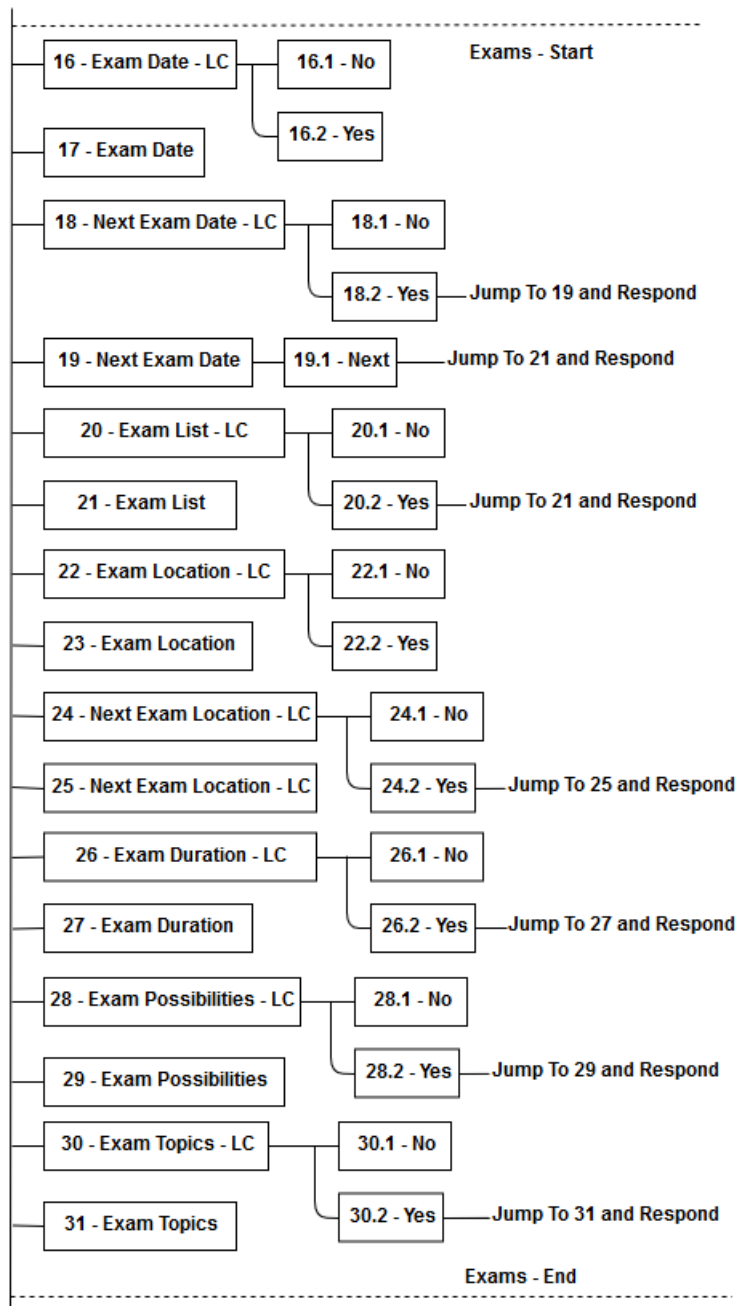 Exams - Start
16 - Exam Date - LC
16.1 - No
16.2 - Yes
17 - Exam Date
18 - Next Exam Date - LC
18.1 - No
18.2 - Yes
Jump To 19 and Respond
19 - Next Exam Date
19.1 - Next
Jump To 21 and Respond
20 - Exam List - LC
20.1 - No
21 - Exam List
20.2 - Yes
Jump To 21 and Respond
22 - Exam Location - LC
22.1 - No
23 - Exam Location
22.2 - Yes
24 - Next Exam Location - LC
24.1 - No
25 - Next Exam Location - LC
24.2 - Yes
Jump To 25 and Respond
26 - Exam Duration - LC
26.1 - No
27 - Exam Duration
26.2 - Yes
Jump To 27 and Respond
28 - Exam Possibilities - LC
28.1 - No
29 - Exam Possibilities
28.2 - Yes
Jump To 29 and Respond
30 - Exam Topics - LC
30.1 - No
31 - Exam Topics
30.2 - Yes
Jump To 31 and Respond
Exams - End